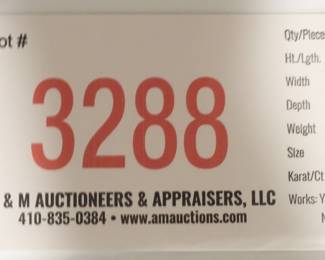 ot #
3288
& M AUCTIONEERS & APPRAISERS, LLC
410-835-0384 • www.amauctions.com
Qty/Piece
Ht./Lgth.
Width
Depth
Weight
Size
Karat/Ct
Works: Y
N